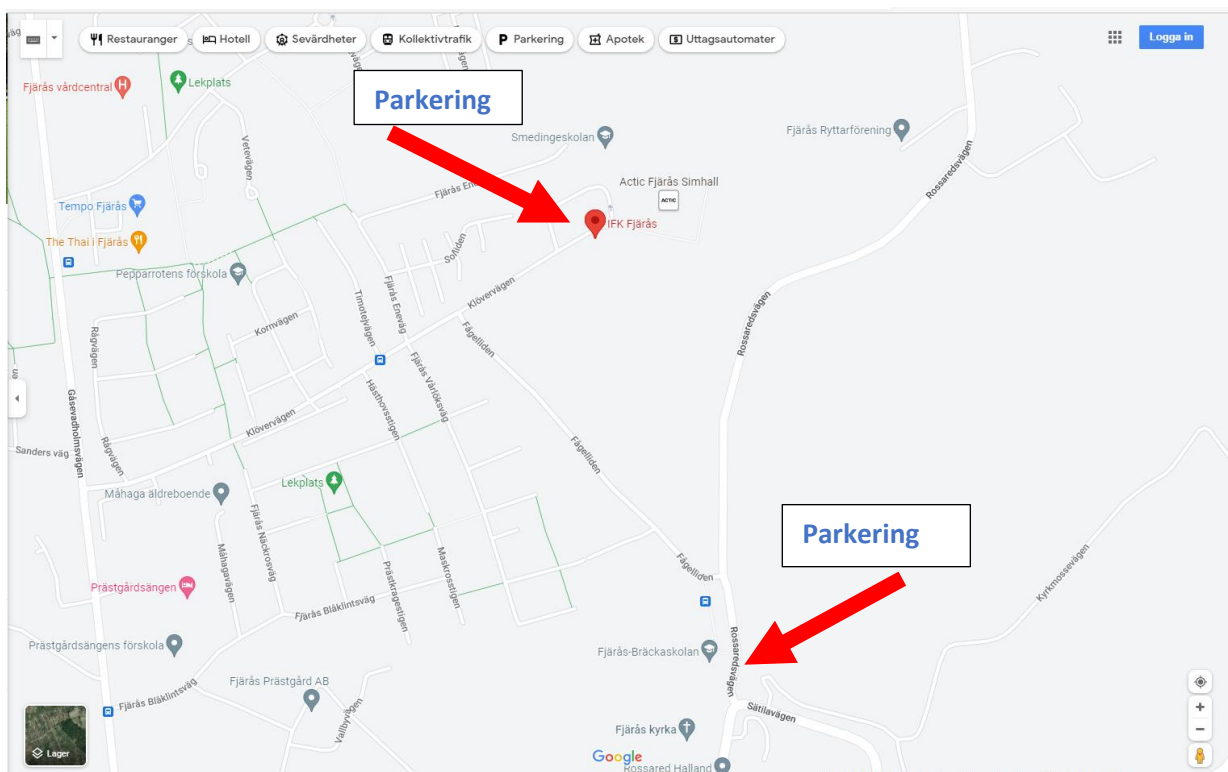 Restauranger
Hotell
Sevärdheter
Kollektivtrafik
Parkering
Apotek
Uttagsautomater
Logga in
Fjärås vårdcentral
Lekplats
Parkering
Smedingeskolan
Fjärås Ryttarförening
Vetevägen
Rossaredsvägen
Actic Fjärås Simhall
ACTIC
Tempo Fjärås
IFK Fjärås
The Thai i Fjärås
Sofiden
Pepparrotens förskola
Klövervägen
Timotejvägen
Fjärås Eneväg
Kornvägen
Rossaredsvägen
Rågvägen
Fågelliden
Fjärås Vårlöksväg
Hästhovsstigen
Gåsevadholmsvägen
Klövervägen
Sanders väg
Rågvägen
Fågelliden
Lekplats
Måhaga äldreboende
Fjärås Näckrosväg
Parkering
Måhagavägen
Maskrosstigen
Prästkragestigen
Fågelliden
Kyrkmossevägen
Prästgårdsängen
Fjärås Blåklintsväg
Prästgårdsängens förskola
Fjärås-Bräckaskolan
Rossaredsvägen
Fjärås Prästgård AB
Fjärås Blåklintsväg
Vallbyvägen
Sätilavägen
Fjärås kyrka
Lager
Google
Rossared Halland